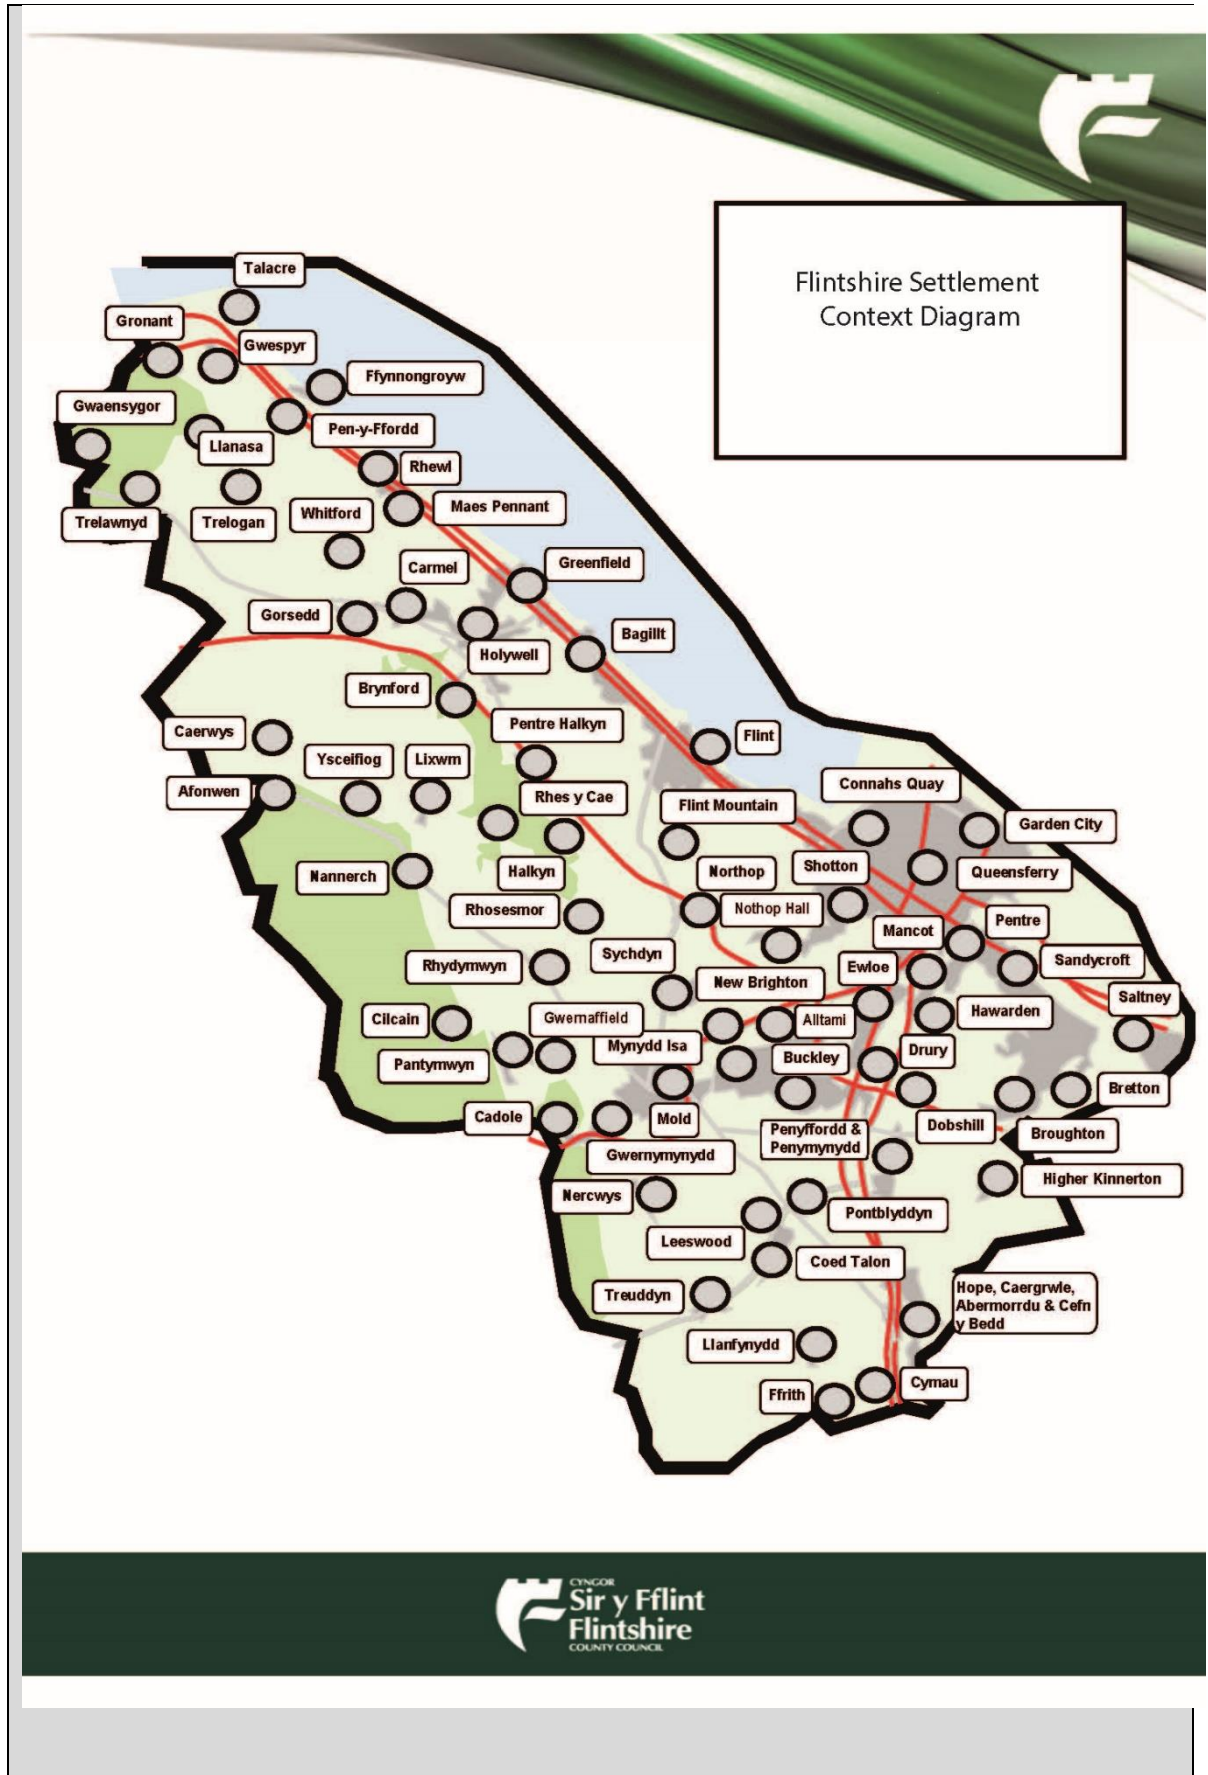 Flintshire Settlement
Context Diagram
Talacre
Gronant
Gwespyr
Ffynnongroyw
Gwaensygor
Pen-y-Ffordd
Llanasa
Rhewl
Maes Pennant
Whitford
Trelawnyd
Trelogan
Carmel
Greenfield
Gorsedd
Bagillt
Holywell
Brynford
Pentre Halkyn
Caerwys
Flint
Ysceifiog
Lixwm
Afonwen
Rhes y Cae
Connahs Quay
Flint Mountain
Garden City
Nannerch
Halkyn
Northop
Shotton
Queensferry
Rhosesmor
Nothop Hall
Pentre
Mancot
Sychdyn
Sandycroft
Rhydymwyn
Ewloe
New Brighton
Saltney
Cilcain
Gwernaffield
Alltami
Hawarden
Mynydd Isa
Buckley
Drury
Pantymwyn
Bretton
Cadole
Mold
Dobshill
Broughton
Penyffordd &
Penymynydd
Gwernymynydd
Higher Kinnerton
Nercwys
Pontblyddyn
Leeswood
Coed Talon
Treuddyn
Hope, Caergrwle,
Abermorrdu & Cefn
y Bedd
Llanfynydd
Ffrith
Cymau
CYNGOR
Sir y Fflint
Flintshire
COUNTY COUNCIL